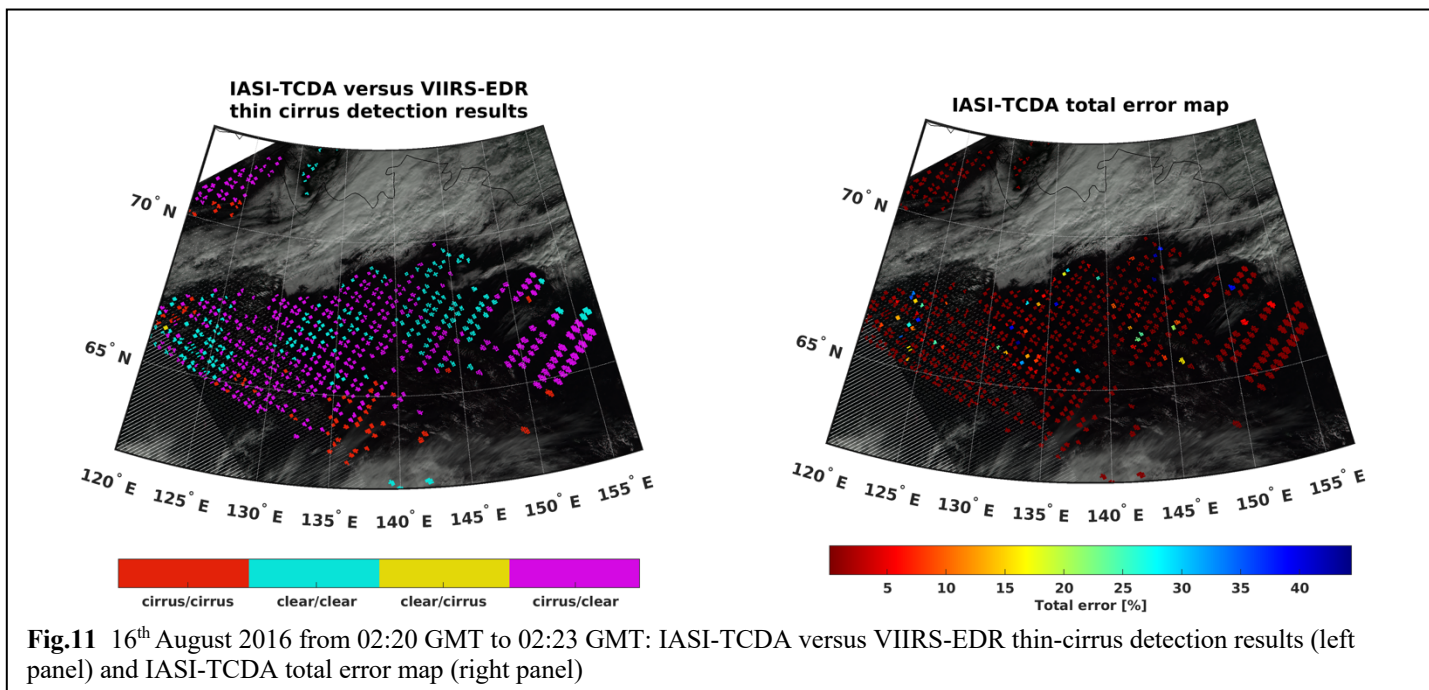 IASI-TCDA versus VIIRS-EDR
thin cirrus detection results
70° N
65° N
120° E
125° E
130° E
135° E
140° E
145° E
150° E
155° E
cirrus/cirrus
clear/clear
clear/cirrus
cirrus/clear
IASI-TCDA total error map
70° N
65° N
120° E
125° E
130° E
135° E
140° E
145° E
150° E
155° E
5 10 15 20 25 30 35 40
Total error [%]
Fig.11 16th August 2016 from 02:20 GMT to 02:23 GMT: IASI-TCDA versus VIIRS-EDR thin-cirrus detection results (left
panel) and IASI-TCDA total error map (right panel)